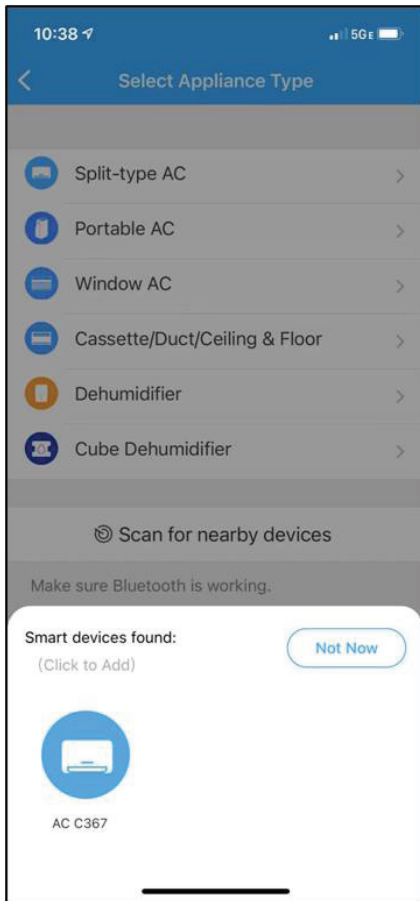 10:38
5GE
Select Appliance Type
Split-type AC
Portable AC
Window AC
Cassette/Duct/Ceiling & Floor
Dehumidifier
Cube Dehumidifier
Scan for nearby devices
Make sure Bluetooth is working.
Smart devices found:
Not Now
(Click to Add)
AC C367